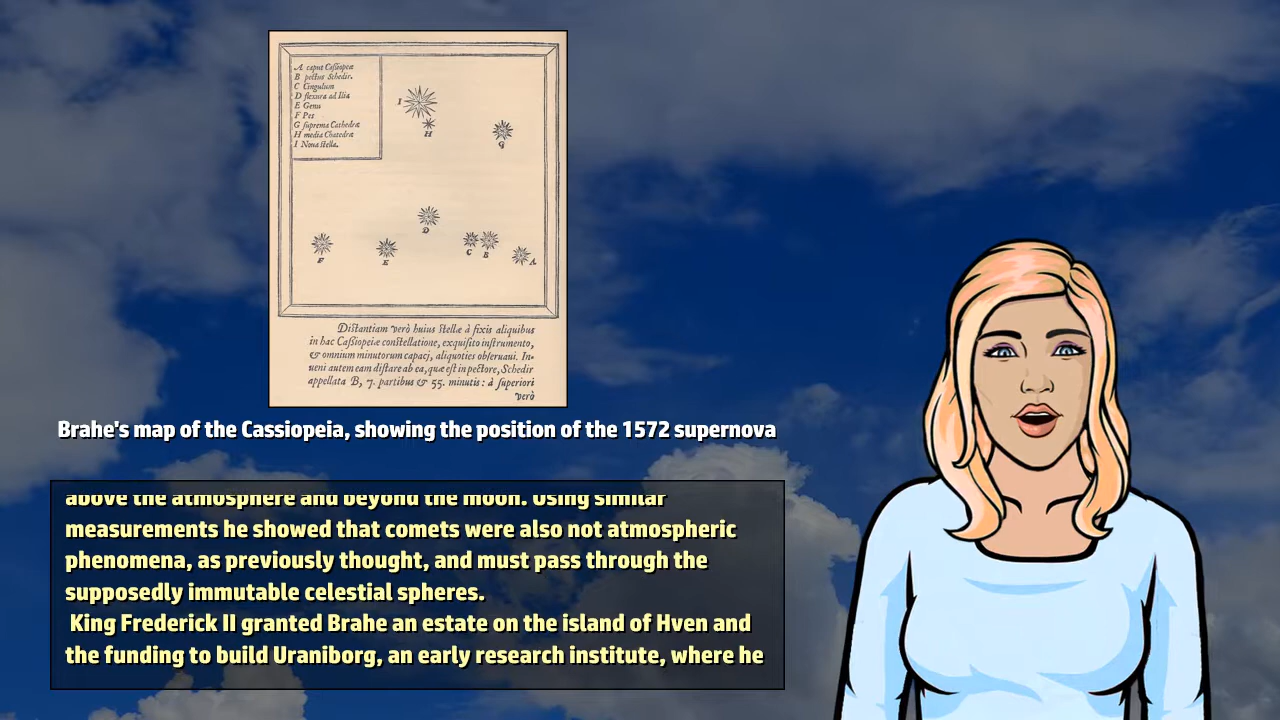 A caput Caſſiopeæ
B pectus Schedir.
C Cingulum
D flexura ad Ilia
E Genu
F Pes
G ſuprema Cathedræ
H media Chatedræ
I Noua ſtella.
I
H
G
D
F
E
C
B
A
Diſtantiam verò huius ſtellæ à fixis aliquibus
in hac Caſſiopeiæ conſtellatione, exquiſito inſtrumento,
& omnium minutorum capacj, aliquoties obſeruaui. In-
ueni autem eam diſtare ab ea, quæ eſt in pectore, Schedir
appellata B, 7. partibus & 55. minutis : à ſuperiori
verò
Brahe's map of the Cassiopeia, showing the position of the 1572 supernova
above the atmosphere and beyond the moon. Using similar
measurements he showed that comets were also not atmospheric
phenomena, as previously thought, and must pass through the
supposedly immutable celestial spheres.
King Frederick II granted Brahe an estate on the island of Hven and
the funding to build Uraniborg, an early research institute, where he